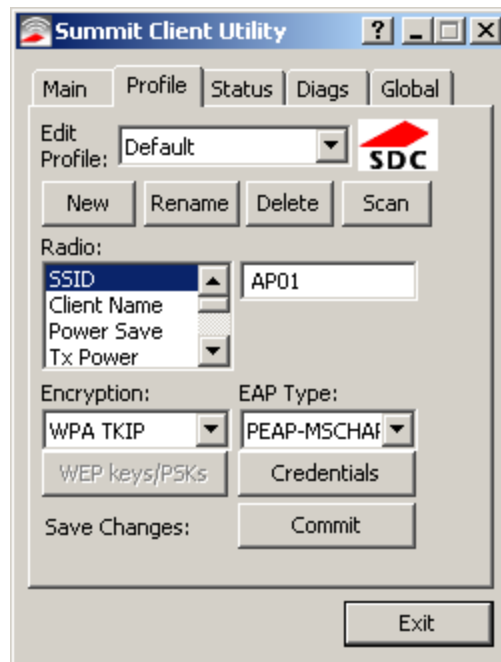 Summit Client Utility ? _ □ X
Main Profile Status Diags Global
Edit Profile: Default
SDC
New Rename Delete Scan
Radio:
SSID AP01
Client Name
Power Save
Tx Power
Encryption: EAP Type:
WPA TKIP PEAP-MSCHAP
WEP keys/PSKs Credentials
Save Changes: Commit
Exit